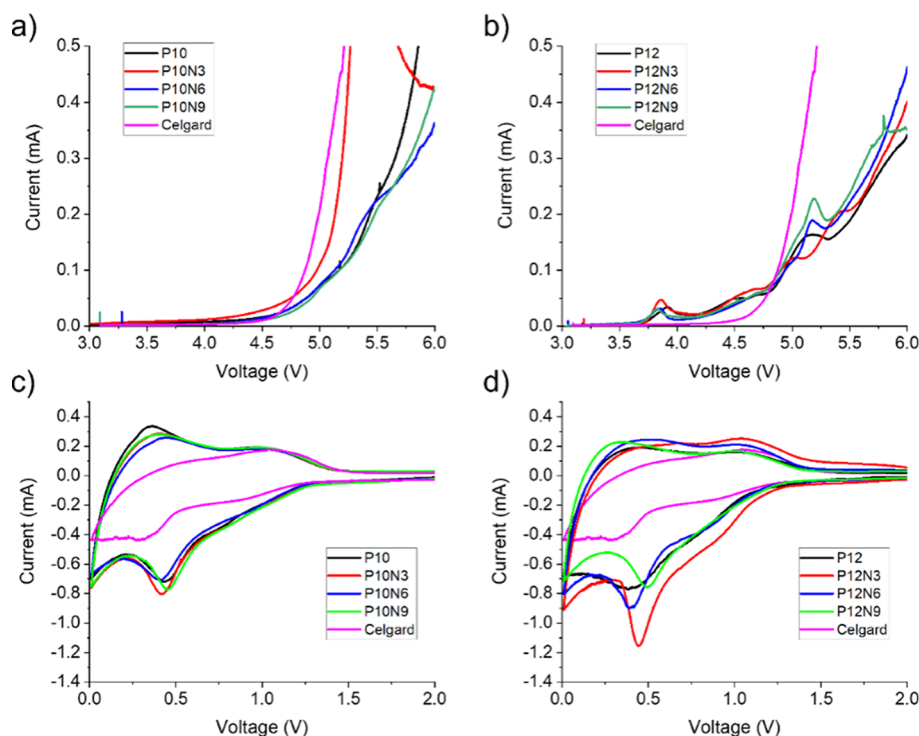 a)
P10
P10N3
P10N6
P10N9
Celgard
0.5
0.4
0.3
0.2
0.1
0.0
Current (mA)
3.0 3.5 4.0 4.5 5.0 5.5 6.0
Voltage (V)
b)
P12
P12N3
P12N6
P12N9
Celgard
0.5
0.4
0.3
0.2
0.1
0.0
Current (mA)
3.0 3.5 4.0 4.5 5.0 5.5 6.0
Voltage (V)
c)
0.4
0.2
0.0
-0.2
-0.4
-0.6
-0.8
-1.0
-1.2
-1.4
Current (mA)
P10
P10N3
P10N6
P10N9
Celgard
0.0 0.5 1.0 1.5 2.0
Voltage (V)
d)
0.4
0.2
0.0
-0.2
-0.4
-0.6
-0.8
-1.0
-1.2
-1.4
Current (mA)
P12
P12N3
P12N6
P12N9
Celgard
0.0 0.5 1.0 1.5 2.0
Voltage (V)